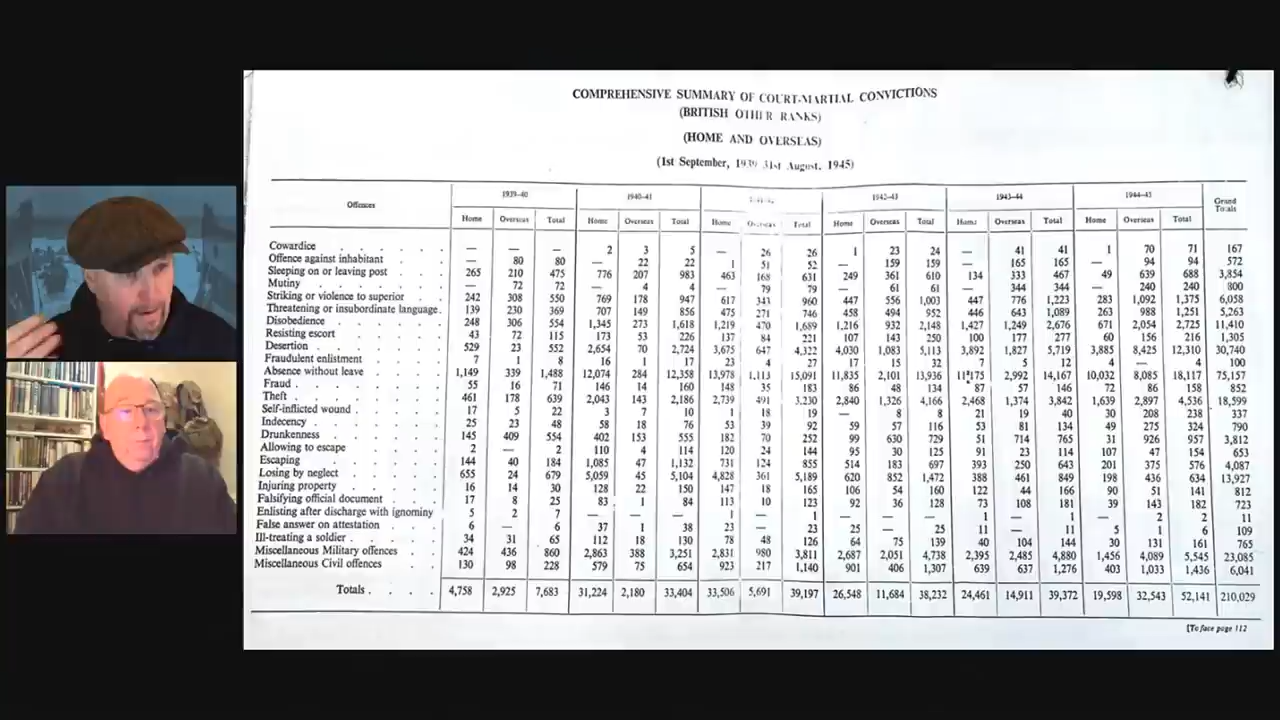 COMPREHENSIVE SUMMARY OF COURT-MARTIAL CONVICTIONS
(BRITISH OTHER RANKS)
(HOME AND OVERSEAS)
(1st September, 1939 31st August, 1945)
Offences 1939-40 1940-41 1942-43 1943-44 1944-45 Grand Totals
Home Overseas Total Home Overseas Total Home Overseas Total Home Overseas Total Home Overseas Total Home Overseas Total
Cowardice — — — 2 3 5 — 26 26 1 23 24 — 41 41 1 70 71 167
Offence against inhabitant — 80 80 — 22 22 1 51 52 — 159 159 — 165 165 — 94 94 572
Sleeping on or leaving post 265 210 475 776 207 983 463 168 631 249 361 610 134 333 467 49 639 688 3,854
Mutiny — 72 72 — 4 4 — 79 79 — 61 61 — 344 344 — 240 240 800
Striking or violence to superior 242 308 550 769 178 947 617 343 960 447 556 1,003 447 776 1,223 283 1,092 1,375 6,058
Threatening or insubordinate language 139 230 369 707 149 856 475 271 746 458 494 952 446 643 1,089 263 988 1,251 5,263
Disobedience 248 306 554 1,345 273 1,618 1,219 470 1,689 1,216 932 2,148 1,427 1,249 2,676 671 2,054 2,725 11,410
Resisting escort 43 72 115 173 53 226 137 84 221 107 143 250 100 177 277 60 156 216 1,305
Desertion 529 23 552 2,654 70 2,724 3,675 647 4,322 4,030 1,083 5,113 3,892 1,827 5,719 3,885 8,425 12,310 30,740
Fraudulent enlistment 7 1 8 16 1 17 23 4 27 17 15 32 7 5 12 — 4 4 100
Absence without leave 1,149 339 1,488 12,074 284 12,358 13,978 1,113 15,091 11,835 2,101 13,936 11,175 2,992 14,167 10,032 8,085 18,117 75,157
Fraud 55 16 71 146 14 160 148 35 183 86 48 134 87 57 146 72 86 158 852
Theft 461 178 639 2,043 143 2,186 2,739 491 3,230 2,840 1,326 4,166 2,468 1,374 3,842 1,639 2,897 4,536 18,599
Self-inflicted wound 17 5 22 3 7 10 1 18 19 — 8 8 21 19 40 30 208 238 337
Indecency 25 23 48 58 18 76 53 39 92 59 57 116 53 81 134 49 275 324 790
Drunkenness 145 409 554 402 153 555 182 70 252 99 630 729 51 714 765 31 926 957 3,812
Allowing to escape 2 — 2 110 4 114 120 24 144 95 30 125 91 23 114 107 47 154 653
Escaping 144 40 184 1,085 47 1,132 731 124 855 514 183 697 393 250 643 201 375 576 4,087
Losing by neglect 655 24 679 5,059 45 5,104 4,828 361 5,189 620 852 1,472 388 461 849 198 436 634 13,927
Injuring property 16 14 30 128 22 150 147 18 165 106 54 160 122 44 166 90 51 141 812
Falsifying official document 17 8 25 83 1 84 113 10 123 92 36 128 73 108 181 39 143 182 723
Enlisting after discharge with ignominy 5 2 7 — — — 1 — 1 — — — 1 — 1 — 2 2 11
False answer on attestation 6 — 6 37 1 38 23 — 23 25 — 25 11 — 11 5 1 6 109
Ill-treating a soldier 34 31 65 112 18 130 78 48 126 64 75 139 40 104 144 30 131 161 765
Miscellaneous Military offences 424 436 860 2,863 388 3,251 2,831 980 3,811 2,687 2,051 4,738 2,395 2,485 4,880 1,456 4,089 5,545 23,085
Miscellaneous Civil offences 130 98 228 579 75 654 923 217 1,140 901 406 1,307 639 637 1,276 403 1,033 1,436 6,041
Totals 4,758 2,925 7,683 31,224 2,180 33,404 33,506 5,691 39,197 26,548 11,684 38,232 24,461 14,911 39,372 19,598 32,543 52,141 210,029
[To face page 112